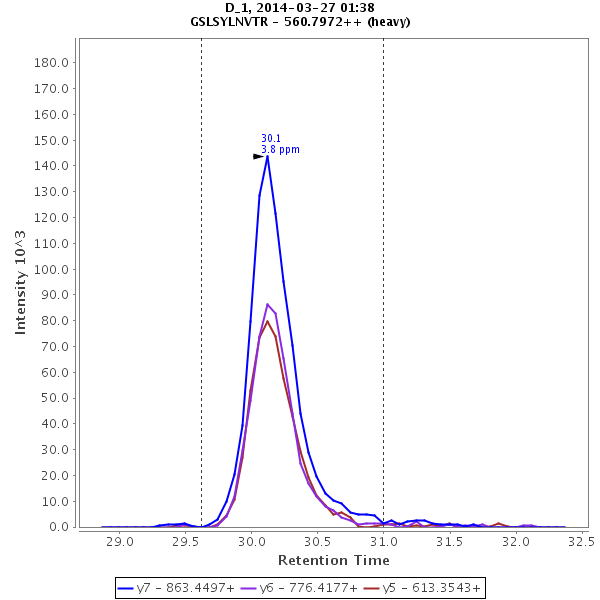 D_1, 2014-03-27 01:38
GSLSYLNVTR - 560.7972++ (heavy)
Intensity 10^3
180.0
170.0
160.0
150.0
140.0
130.0
120.0
110.0
100.0
90.0
80.0
70.0
60.0
50.0
40.0
30.0
20.0
10.0
0.0
30.1
3.8 ppm
29.0 29.5 30.0 30.5 31.0 31.5 32.0 32.5
Retention Time
y7 - 863.4497+ y6 - 776.4177+ y5 - 613.3543+